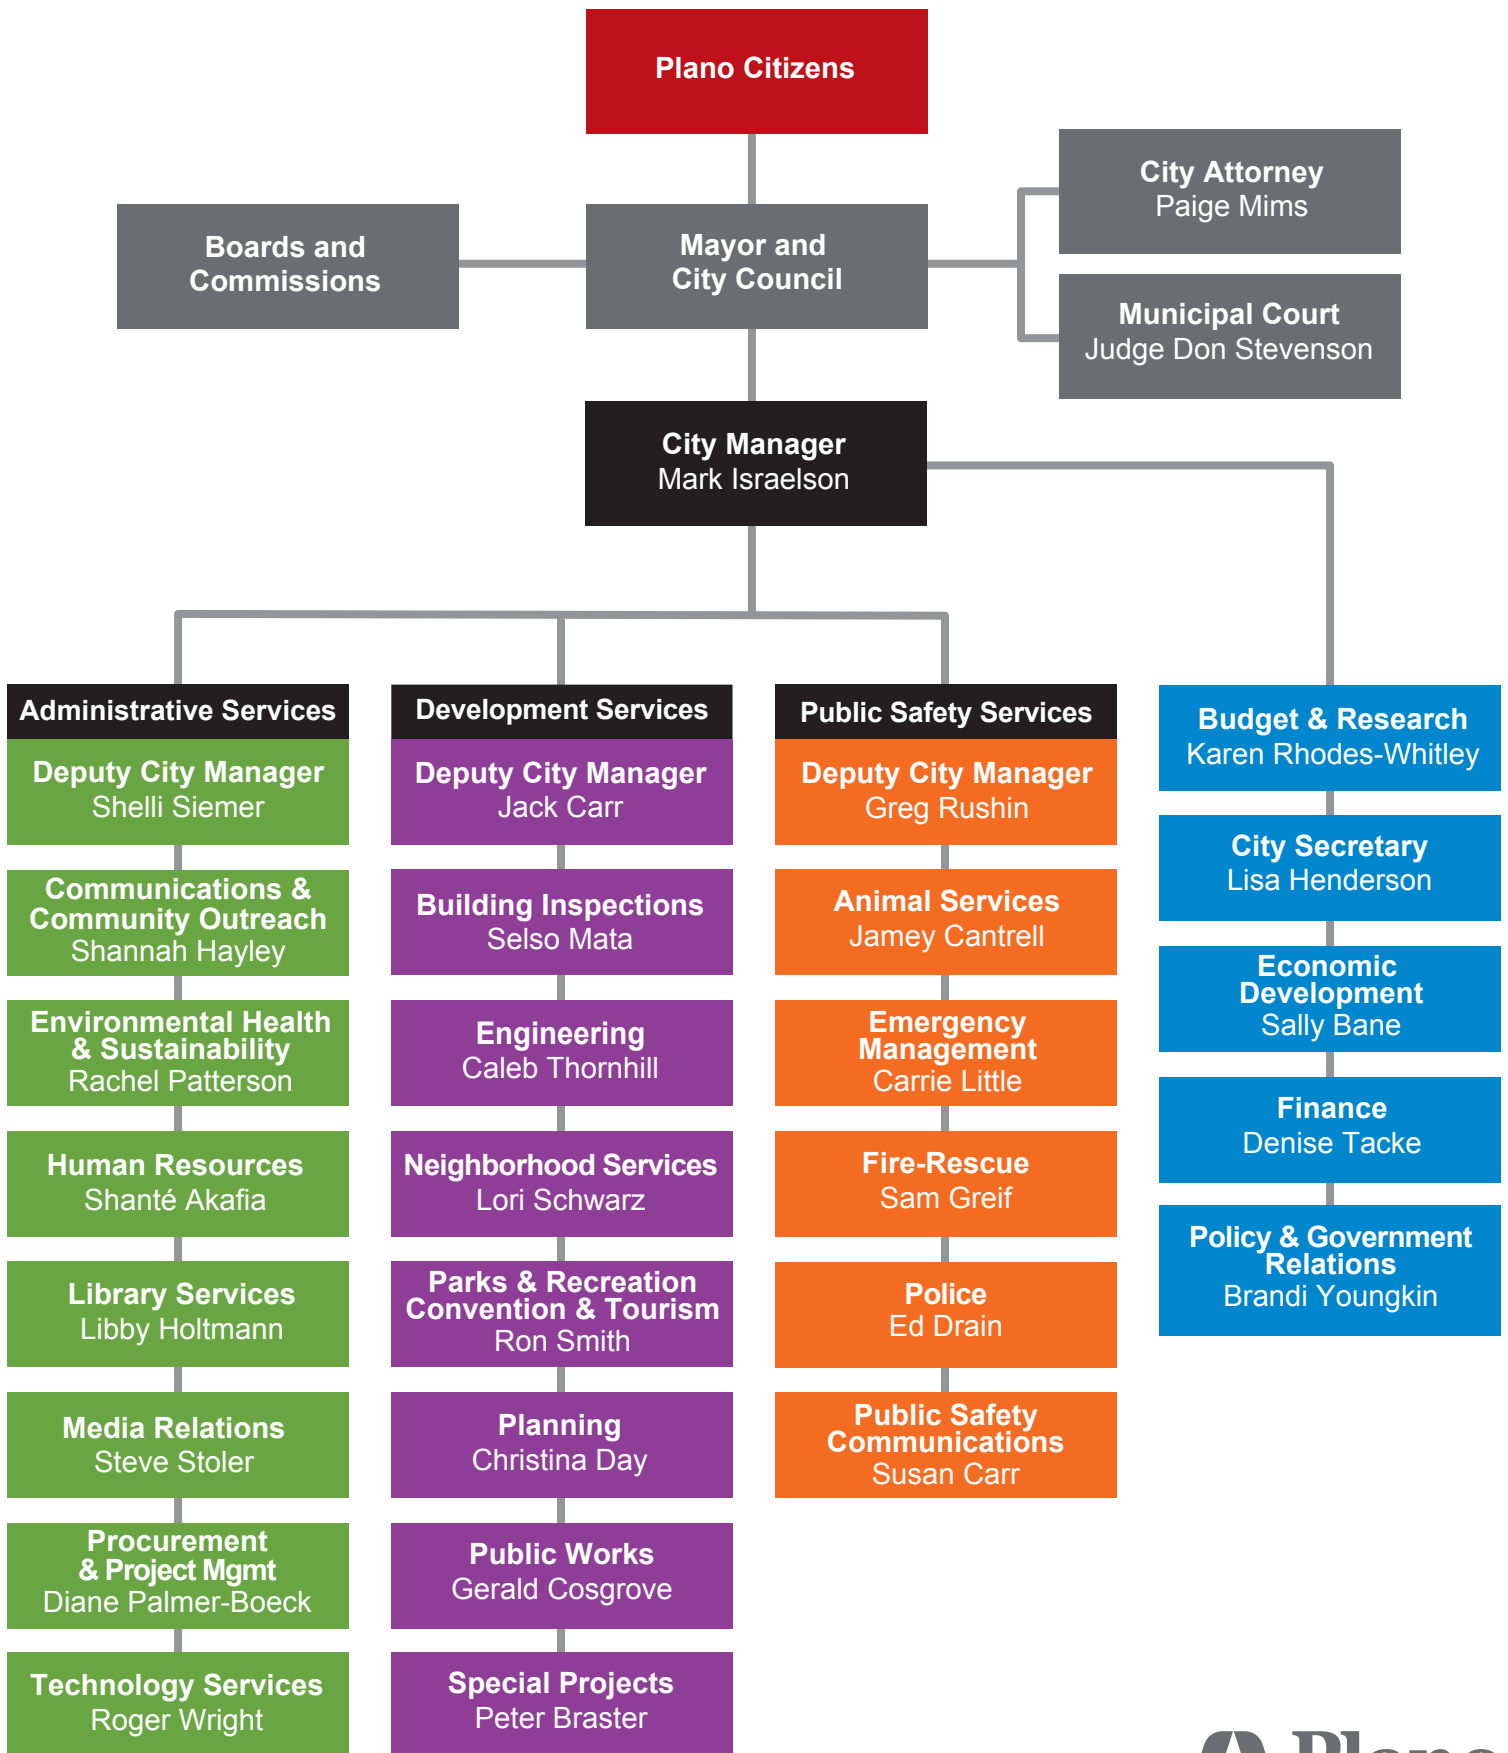 Plano Citizens
Boards and
Commissions
Mayor and
City Council
City Attorney
Paige Mims
Municipal Court
Judge Don Stevenson
City Manager
Mark Israelson
Administrative Services
Deputy City Manager
Shelli Siemer
Communications &
Community Outreach
Shannah Hayley
Environmental Health
& Sustainability
Rachel Patterson
Human Resources
Shanté Akafia
Library Services
Libby Holtmann
Media Relations
Steve Stoler
Procurement
& Project Mgmt
Diane Palmer-Boeck
Technology Services
Roger Wright
Development Services
Deputy City Manager
Jack Carr
Building Inspections
Selso Mata
Engineering
Caleb Thornhill
Neighborhood Services
Lori Schwarz
Parks & Recreation
Convention & Tourism
Ron Smith
Planning
Christina Day
Public Works
Gerald Cosgrove
Special Projects
Peter Braster
Public Safety Services
Deputy City Manager
Greg Rushin
Animal Services
Jamey Cantrell
Emergency
Management
Carrie Little
Fire-Rescue
Sam Greif
Police
Ed Drain
Public Safety
Communications
Susan Carr
Budget & Research
Karen Rhodes-Whitley
City Secretary
Lisa Henderson
Economic
Development
Sally Bane
Finance
Denise Tacke
Policy & Government
Relations
Brandi Youngkin
Plano